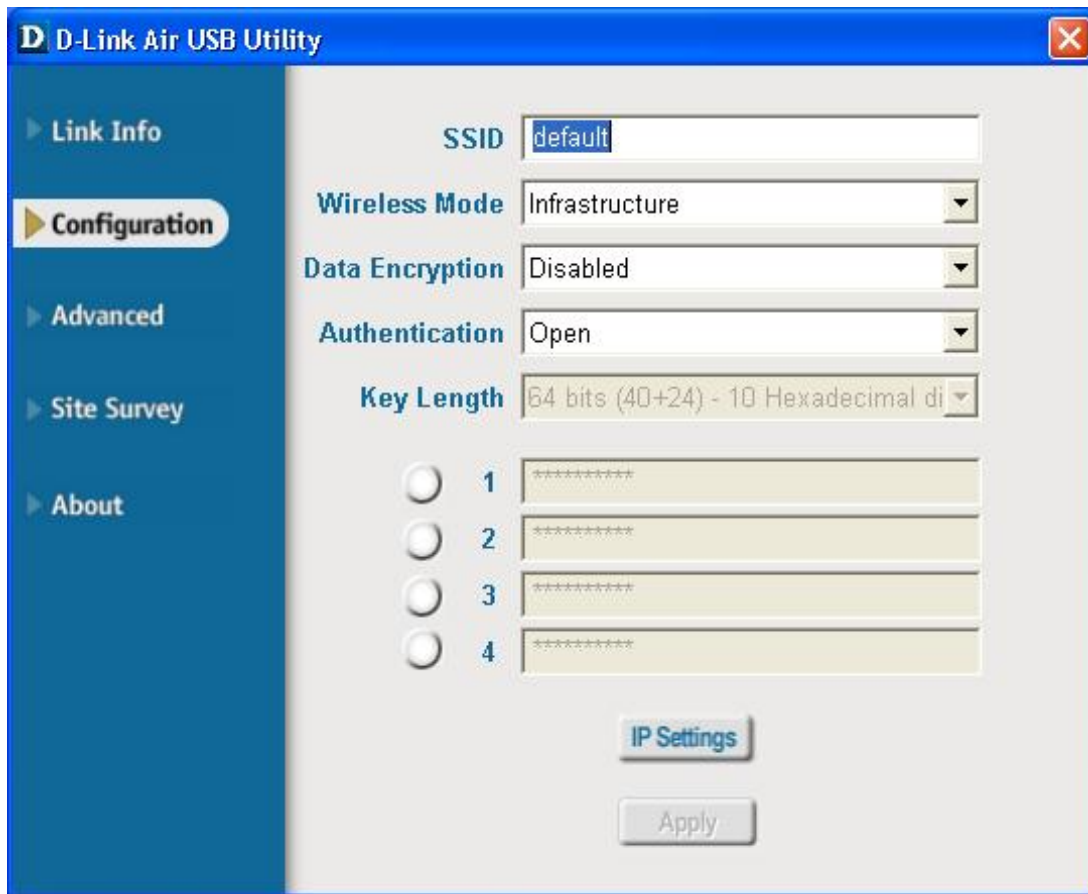 D D-Link Air USB Utility
Link Info
Configuration
Advanced
Site Survey
About
SSID default
Wireless Mode Infrastructure
Data Encryption Disabled
Authentication Open
Key Length 64 bits (40+24) - 10 Hexadecimal di
1 **********
2 **********
3 **********
4 **********
IP Settings
Apply